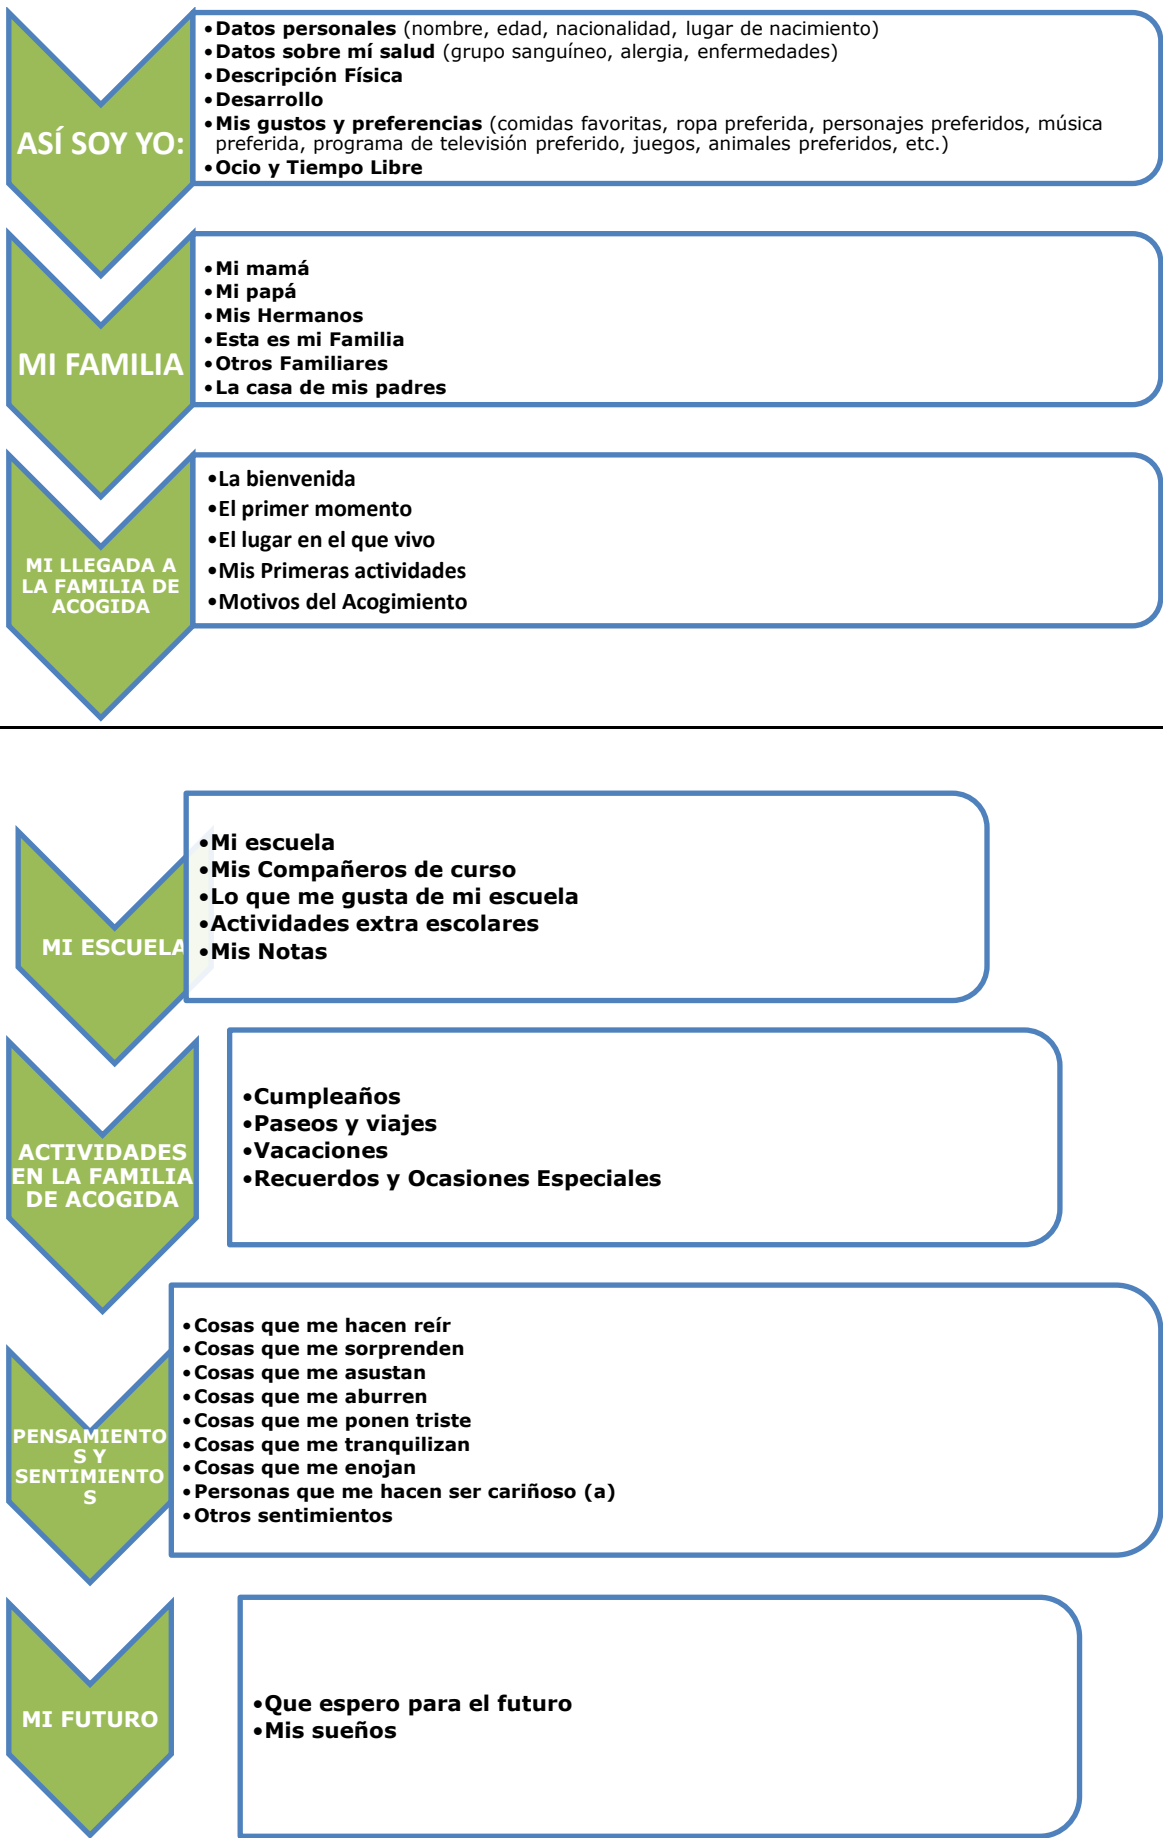 ASÍ SOY YO:
•Datos personales (nombre, edad, nacionalidad, lugar de nacimiento)
•Datos sobre mí salud (grupo sanguíneo, alergia, enfermedades)
•Descripción Física
•Desarrollo
•Mis gustos y preferencias (comidas favoritas, ropa preferida, personajes preferidos, música
preferida, programa de televisión preferido, juegos, animales preferidos, etc.)
•Ocio y Tiempo Libre
MI FAMILIA
•Mi mamá
•Mi papá
•Mis Hermanos
•Esta es mi Familia
•Otros Familiares
•La casa de mis padres
MI LLEGADA A
LA FAMILIA DE
ACOGIDA
•La bienvenida
•El primer momento
•El lugar en el que vivo
•Mis Primeras actividades
•Motivos del Acogimiento
MI ESCUELA
•Mi escuela
•Mis Compañeros de curso
•Lo que me gusta de mi escuela
•Actividades extra escolares
•Mis Notas
ACTIVIDADES
EN LA FAMILIA
DE ACOGIDA
•Cumpleaños
•Paseos y viajes
•Vacaciones
•Recuerdos y Ocasiones Especiales
PENSAMIENTO
S Y
SENTIMIENTO
S
•Cosas que me hacen reír
•Cosas que me sorprenden
•Cosas que me asustan
•Cosas que me aburren
•Cosas que me ponen triste
•Cosas que me tranquilizan
•Cosas que me enojan
•Personas que me hacen ser cariñoso (a)
•Otros sentimientos
MI FUTURO
•Que espero para el futuro
•Mis sueños